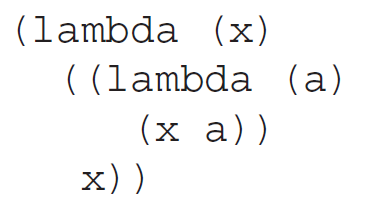 (lambda (x)
  ((lambda (a)
     (x a))
   x))